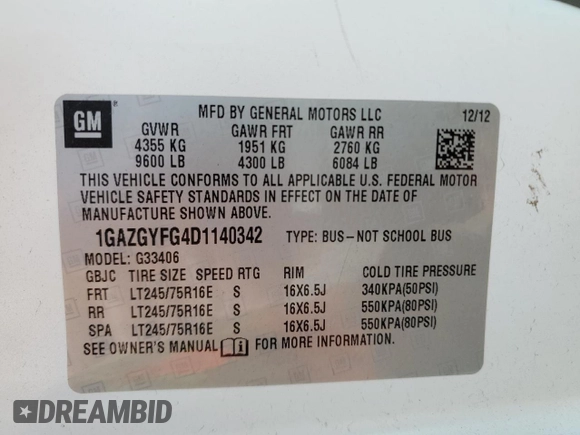 GM
MFD BY GENERAL MOTORS LLC 12/12
GVWR GAWR FRT GAWR RR
4355 KG 1951 KG 2760 KG
9600 LB 4300 LB 6084 LB
THIS VEHICLE CONFORMS TO ALL APPLICABLE U.S. FEDERAL MOTOR
VEHICLE SAFETY STANDARDS IN EFFECT ON THE DATE OF
MANUFACTURE SHOWN ABOVE.
1GAZGYFG4D1140342 TYPE: BUS-NOT SCHOOL BUS
MODEL: G33406
GBJC TIRE SIZE SPEED RTG RIM COLD TIRE PRESSURE
FRT LT245/75R16E S 16X6.5J 340KPA(50PSI)
RR LT245/75R16E S 16X6.5J 550KPA(80PSI)
SPA LT245/75R16E S 16X6.5J 550KPA(80PSI)
SEE OWNER'S MANUAL FOR MORE INFORMATION.
DREAMBID